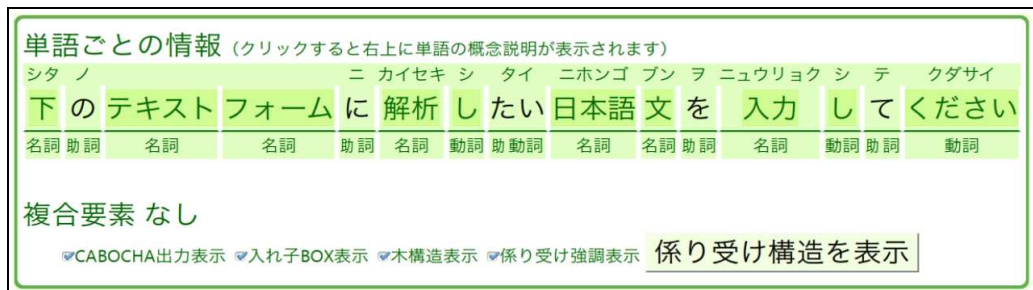 単語ごとの情報（クリックすると右上に単語の概念説明が表示されます）
シタ ノ ニ カイセキ シ タイ ニホンゴ ブン ヲ ニュウリョク シ テ クダサイ
下 の テキスト フォーム に 解析 し たい 日本語 文 を 入力 し て ください
名詞 助詞 名詞 名詞 助詞 名詞 動詞 助動詞 名詞 名詞 助詞 名詞 動詞 助詞 動詞
複合要素 なし
CABOCHA出力表示 入れ子BOX表示 木構造表示 係り受け強調表示 係り受け構造を表示